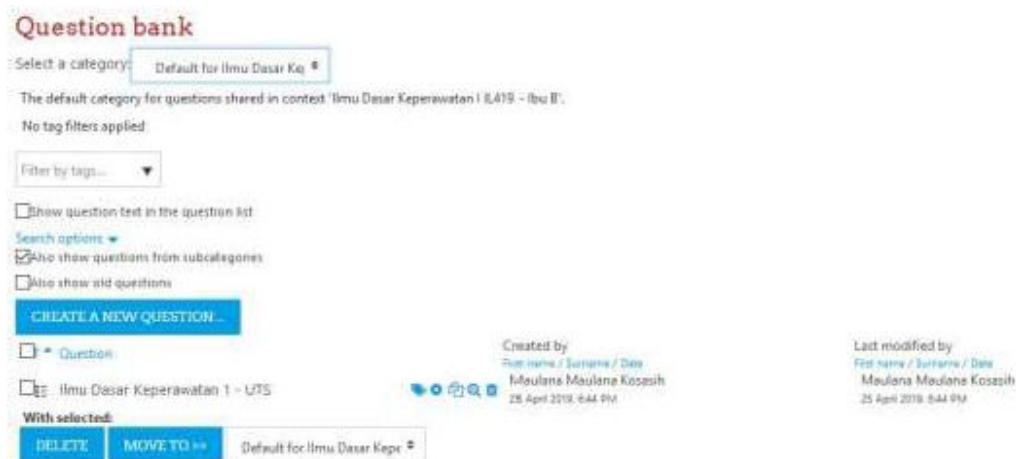 Question bank
Select a category: Default for Ilmu Dasar Kep
The default category for questions shared in context 'Ilmu Dasar Keperawatan I IL419 - Ibu B'.
No tag filters applied
Filter by tags...
Show question text in the question list
Search options
Also show questions from subcategories
Also show old questions
CREATE A NEW QUESTION ...
Question
Created by
First name / Surname / Date
Last modified by
First name / Surname / Date
Ilmu Dasar Keperawatan 1 - UTS
Maulana Maulana Kosasih
April 2019, 6:44 PM
Maulana Maulana Kosasih
25 April 2019, 6:44 PM
With selected:
DELETE MOVE TO >> Default for Ilmu Dasar Kepe